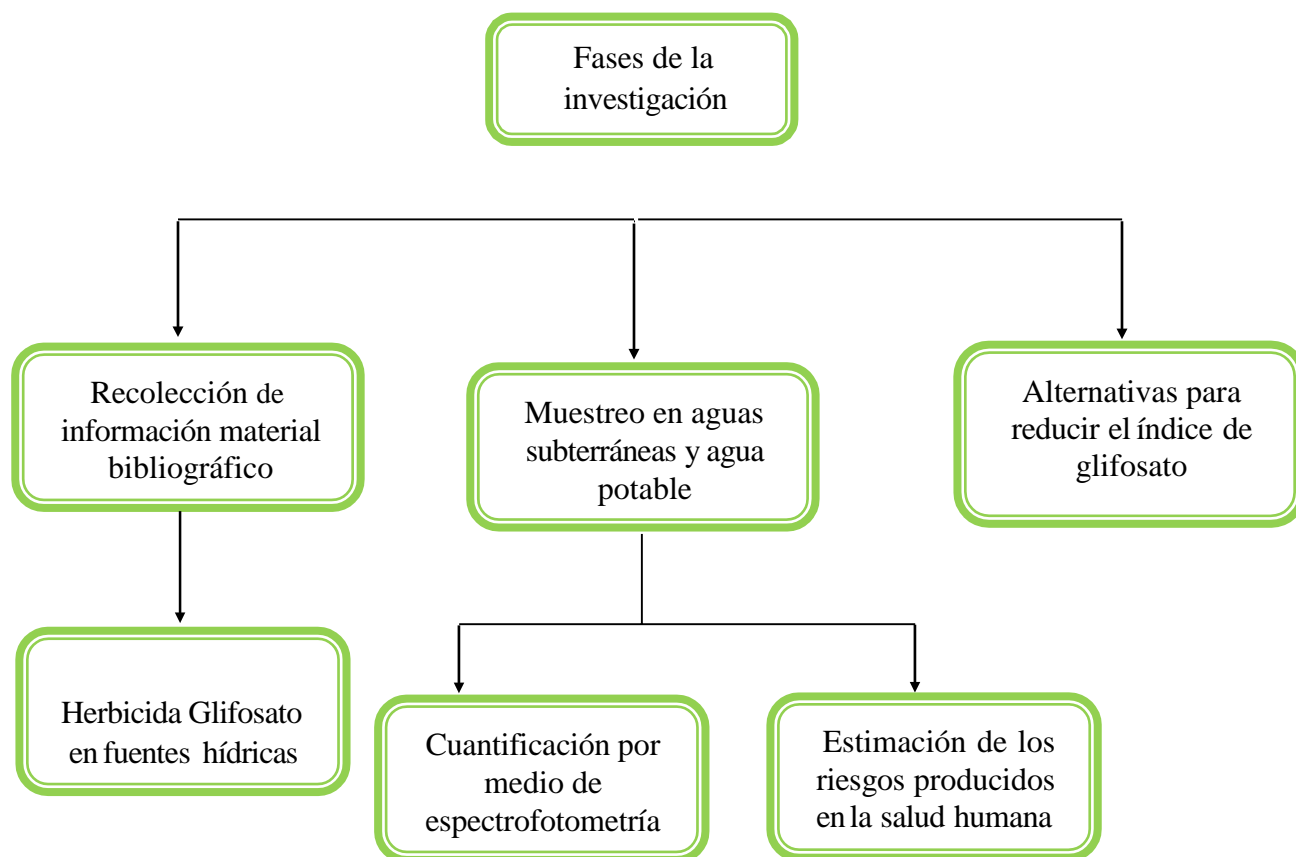 Fases de la
investigación
Recolección de
información material
bibliográfico
Muestreo en aguas
subterráneas y agua
potable
Alternativas para
reducir el índice de
glifosato
Herbicida Glifosato
en fuentes hídricas
Cuantificación por
medio de
espectrofotometría
Estimación de los
riesgos producidos
en la salud humana